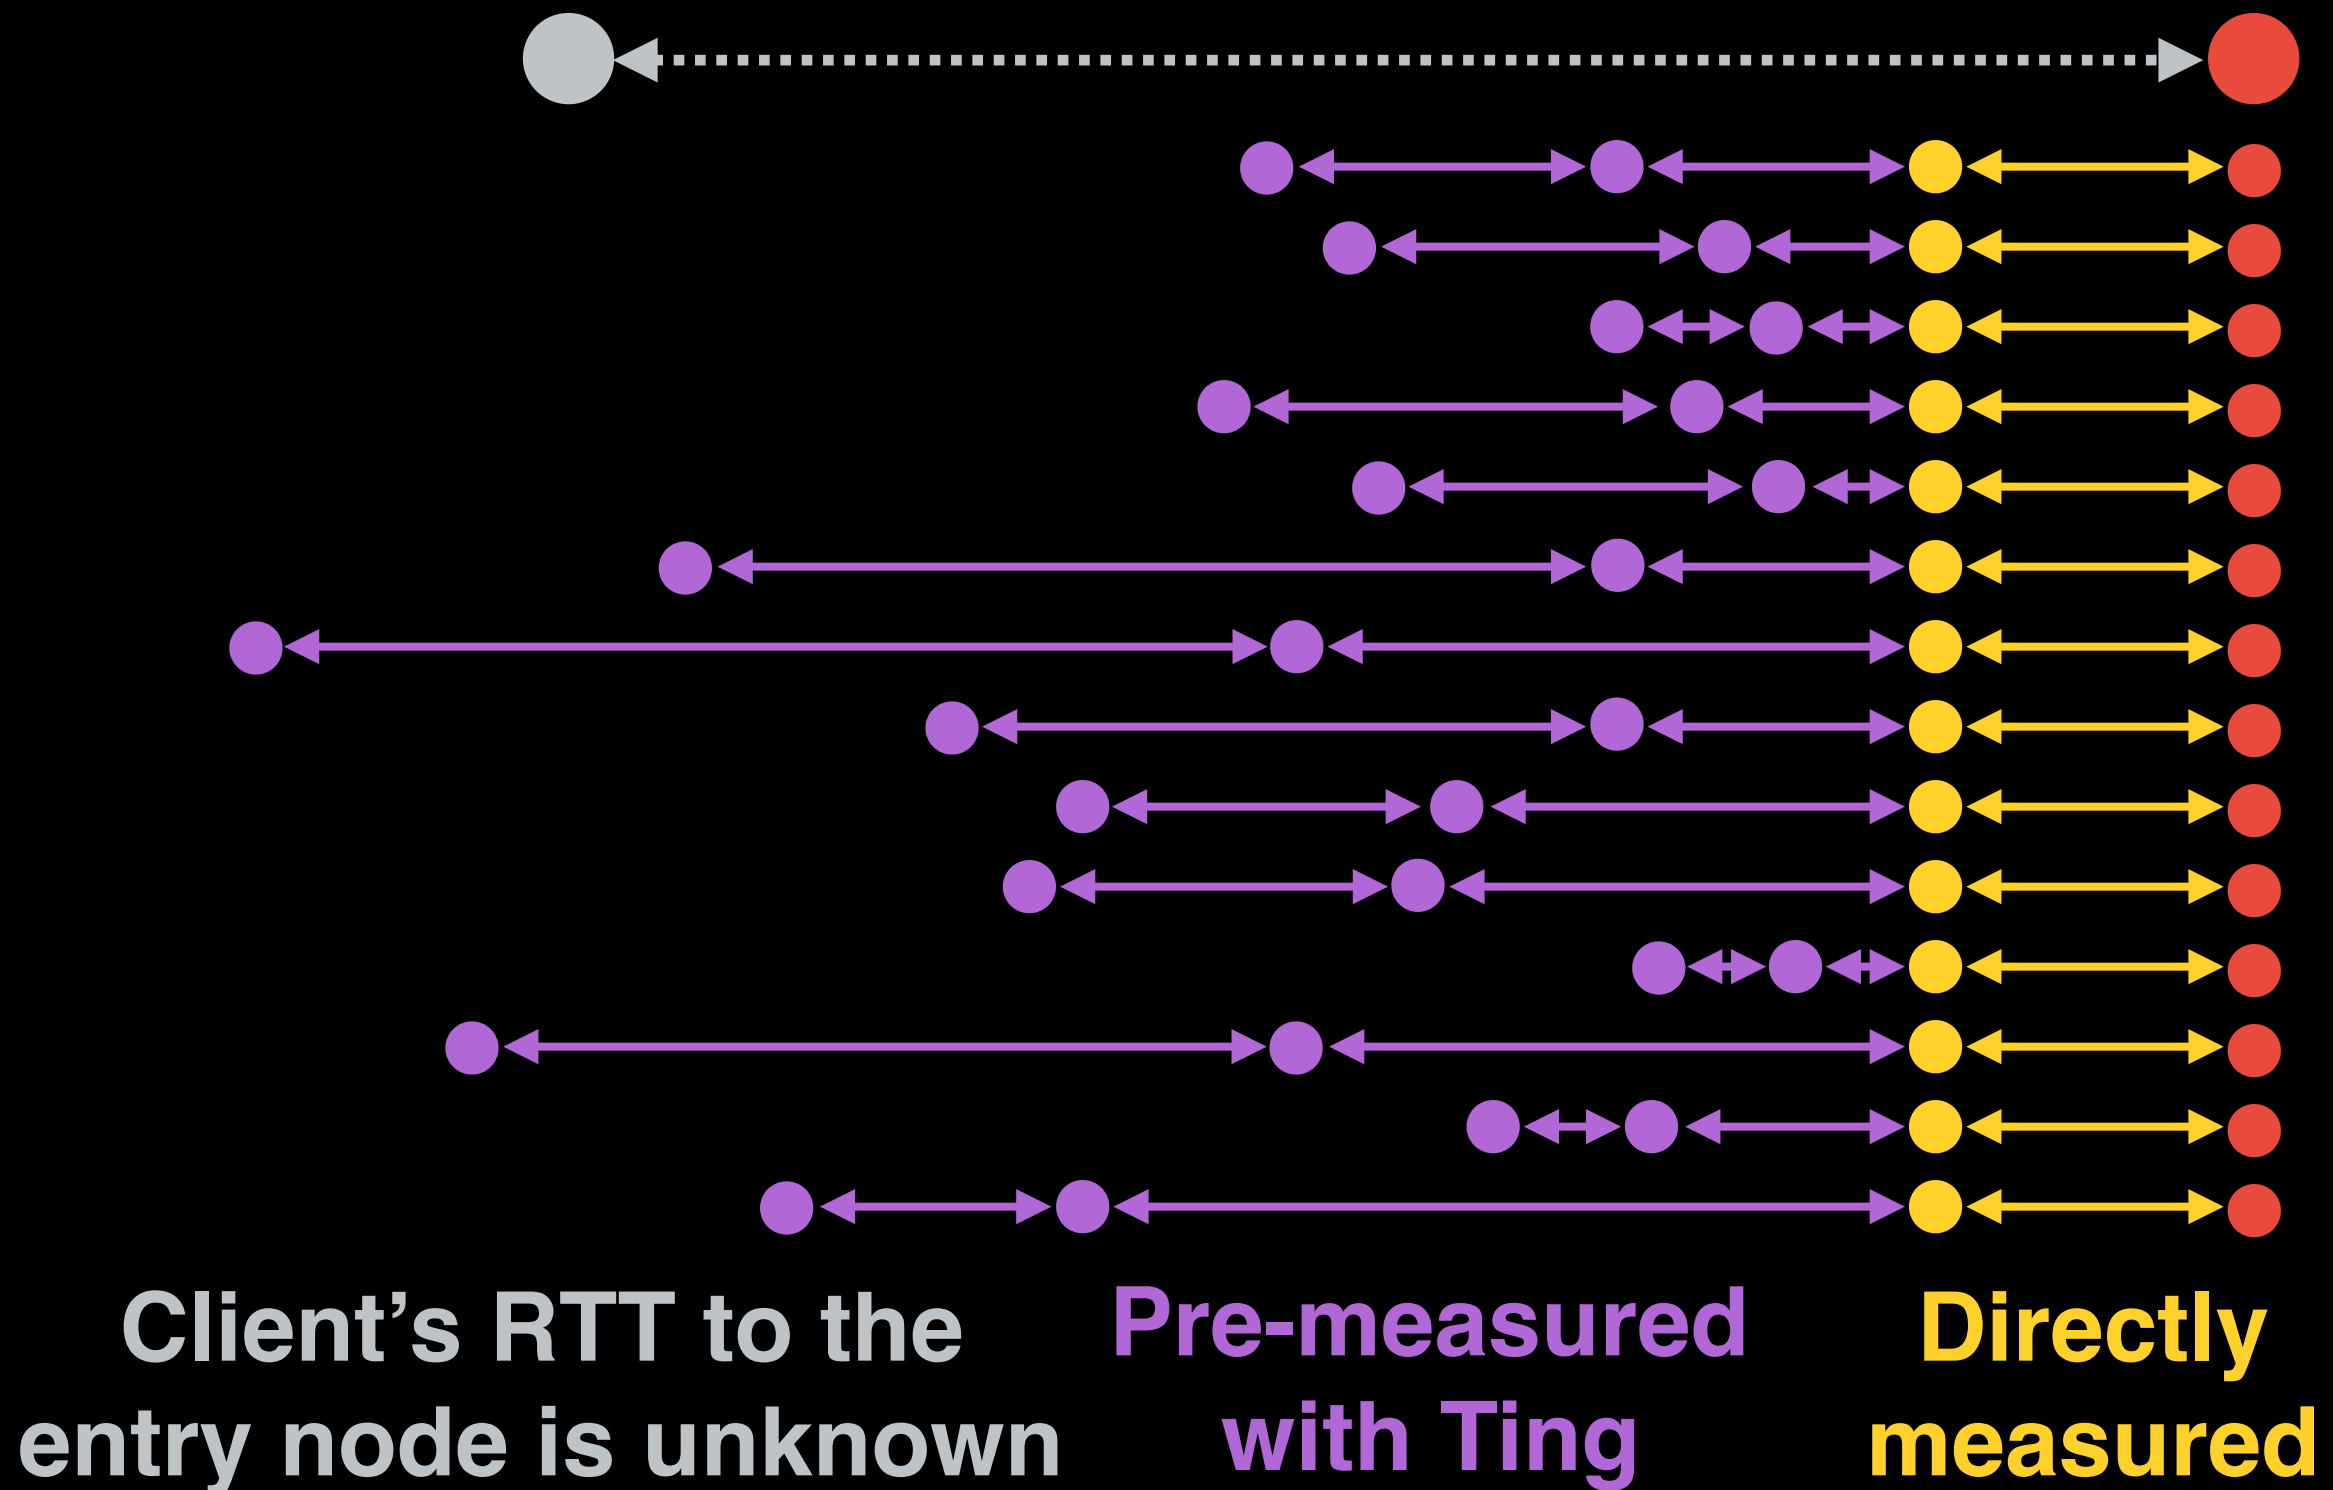 Client’s RTT to the
entry node is unknown
Pre-measured
with Ting
Directly
measured